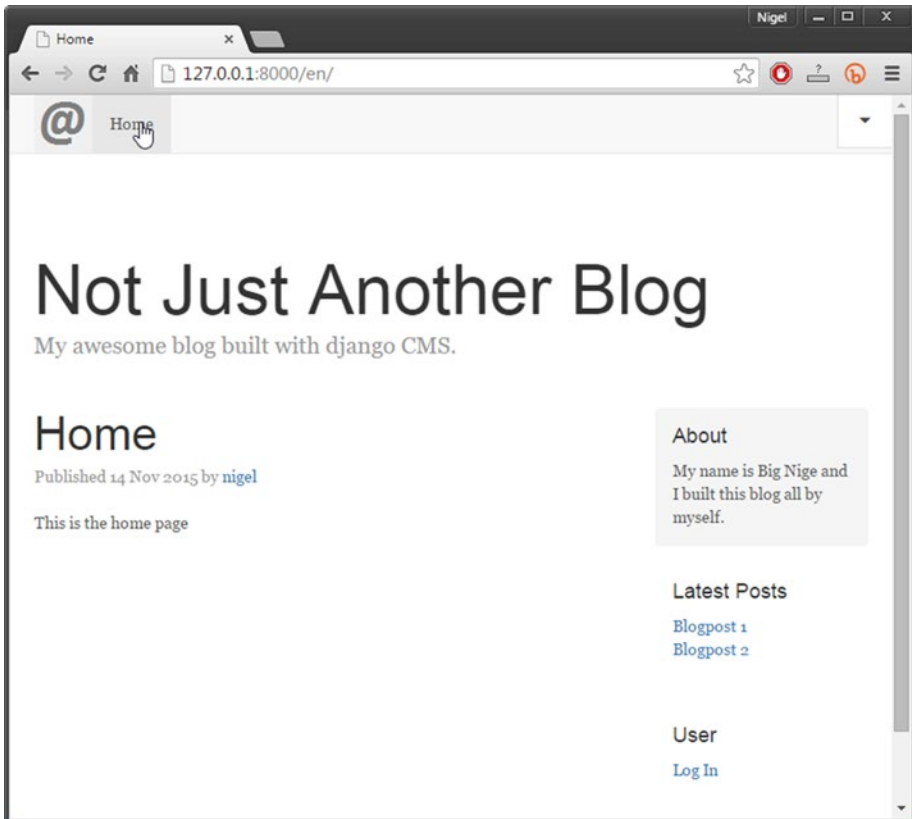 Nigel
Home
127.0.0.1:8000/en/
@ Home
Not Just Another Blog
My awesome blog built with django CMS.
Home
Published 14 Nov 2015 by nigel
This is the home page
About
My name is Big Nige and
I built this blog all by
myself.
Latest Posts
Blogpost 1
Blogpost 2
User
Log In